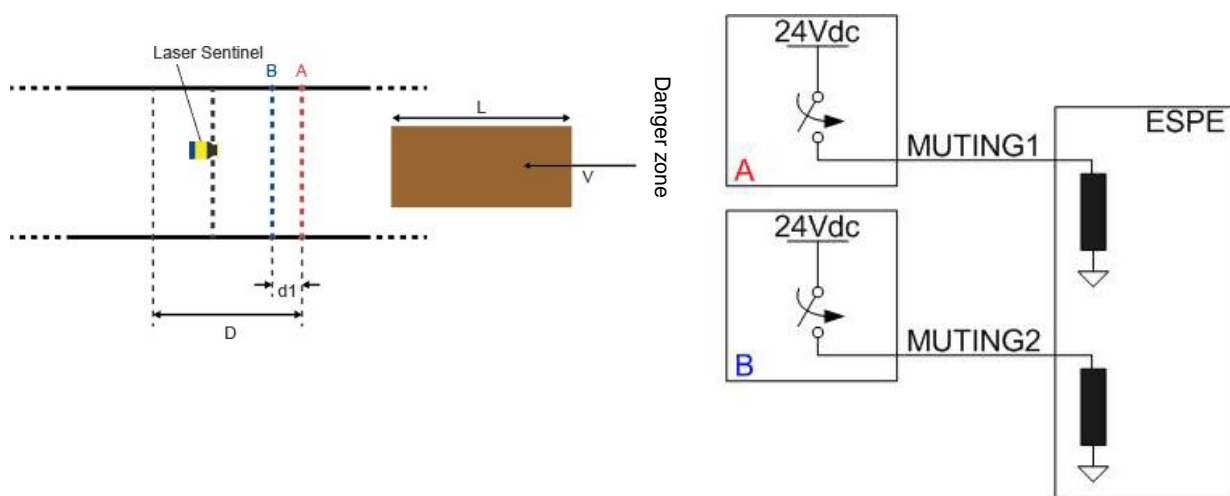 Laser Sentinel
B
A
L
V
d1
D
Danger zone
24Vdc
A
MUTING1
ESPE
24Vdc
B
MUTING2